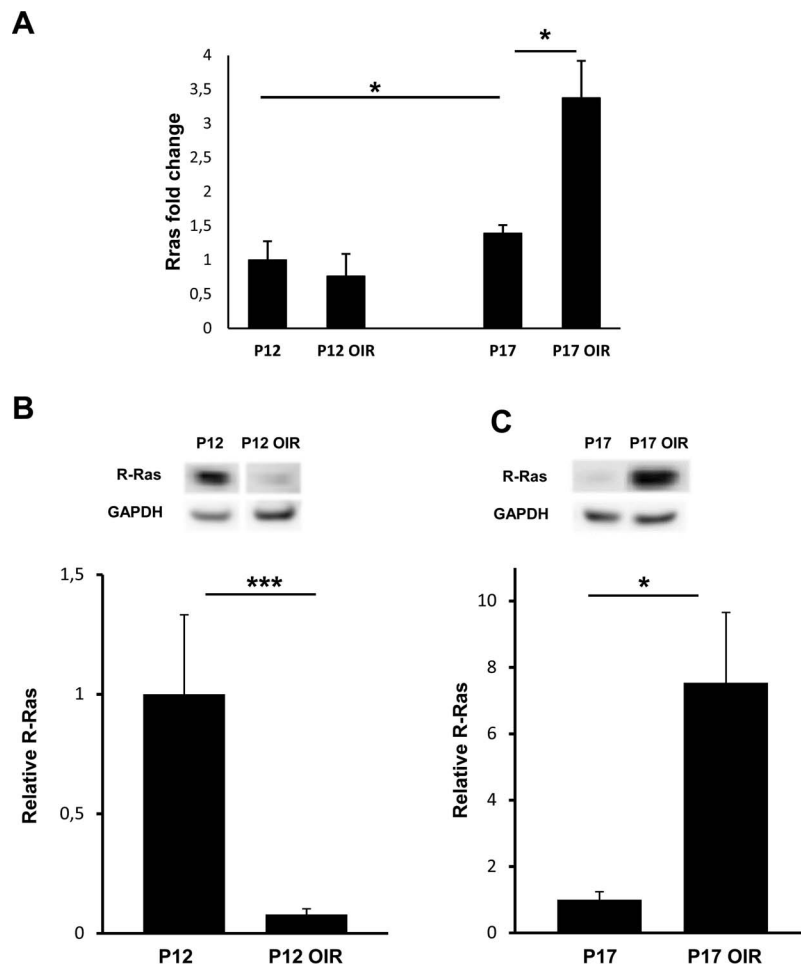 A
*
*
4
3,5
3
2,5
2
1,5
1
0,5
0
Rras fold change
P12 P12 OIR P17 P17 OIR
B
P12 P12 OIR
R-Ras
GAPDH
1,5
1
0,5
0
***
Relative R-Ras
P12 P12 OIR
C
P17 P17 OIR
R-Ras
GAPDH
10
8
6
4
2
0
*
Relative R-Ras
P17 P17 OIR